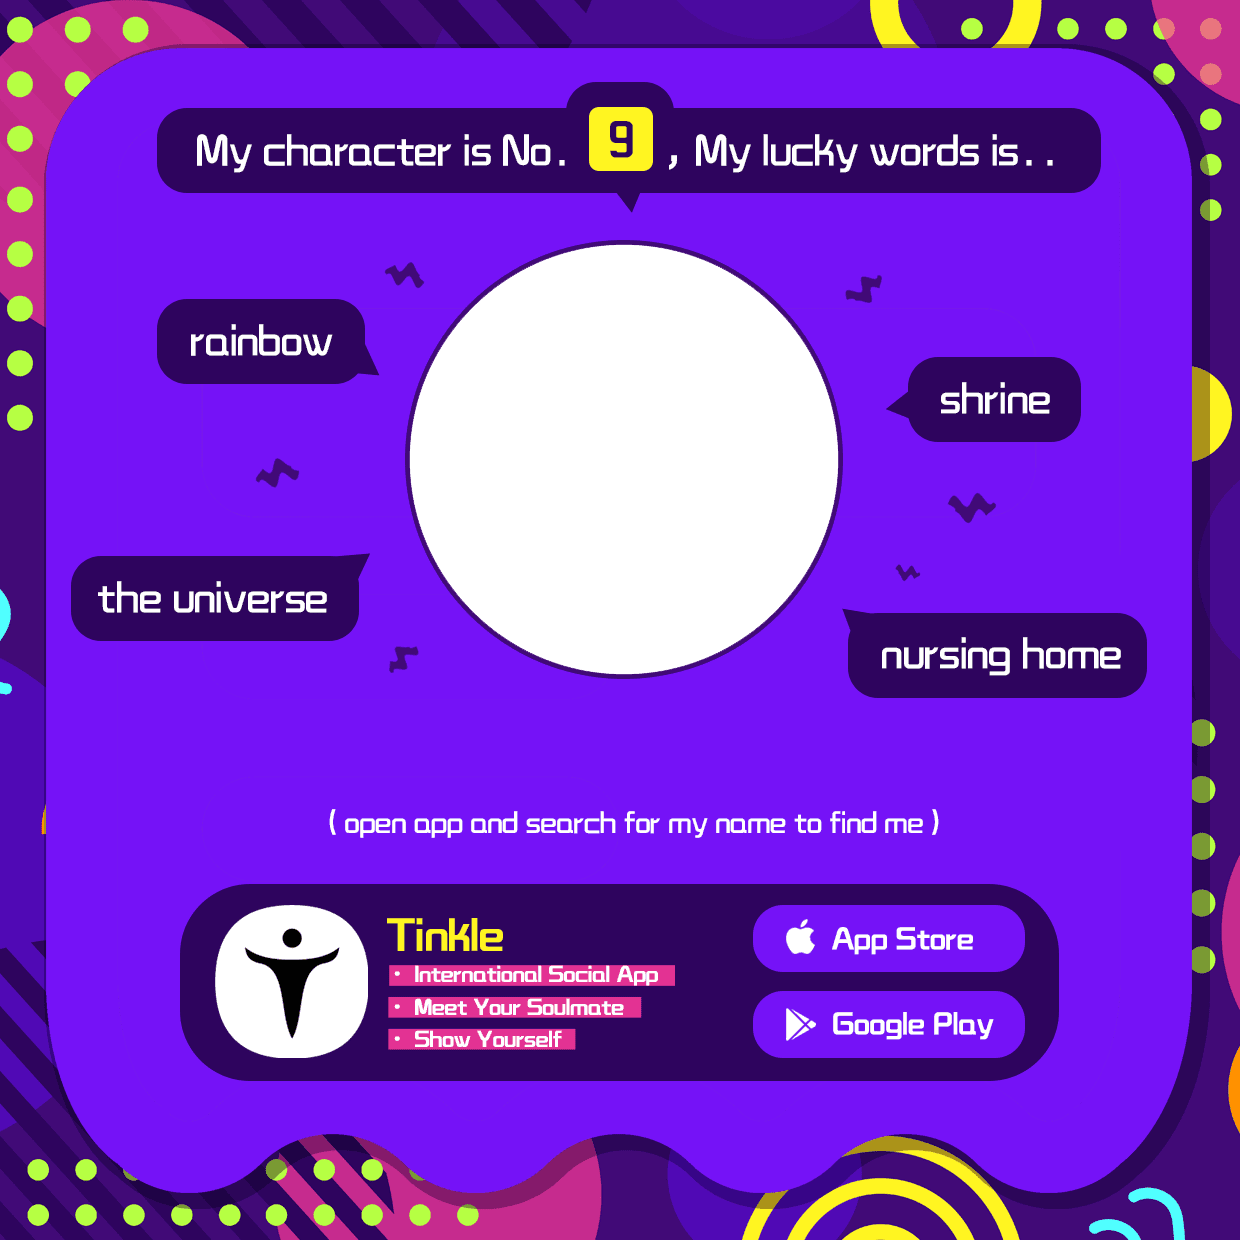 My character is No. 9 , My lucky words is. .
rainbow
shrine
the universe
nursing home
( open app and search for my name to find me )
Tinkle
• International Social App
• Meet Your Soulmate
• Show Yourself
App Store
Google Play